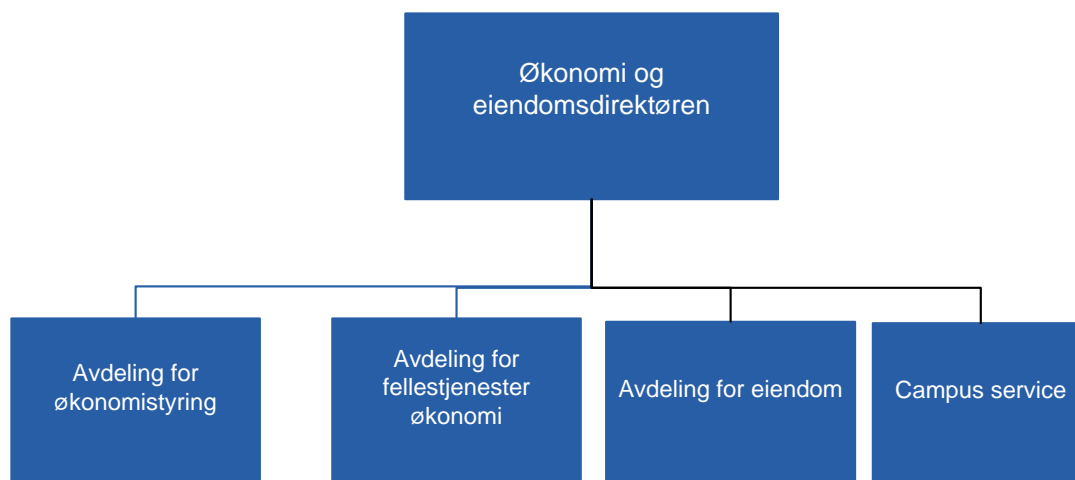 Økonomi og
eiendomsdirektøren
Avdeling for
økonomistyring
Avdeling for
fellestjenester
økonomi
Avdeling for eiendom
Campus service